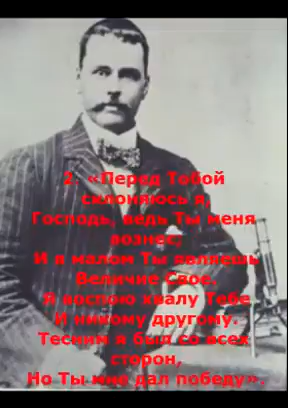 2. «Перед Тобой
склоняюсь я,
Господь, ведь Ты меня
вознес;
И в малом Ты являешь
Величие Свое.
Я воспою хвалу Тебе
И никому другому.
Тесним я был со всех
сторон,
Но Ты мне дал победу».